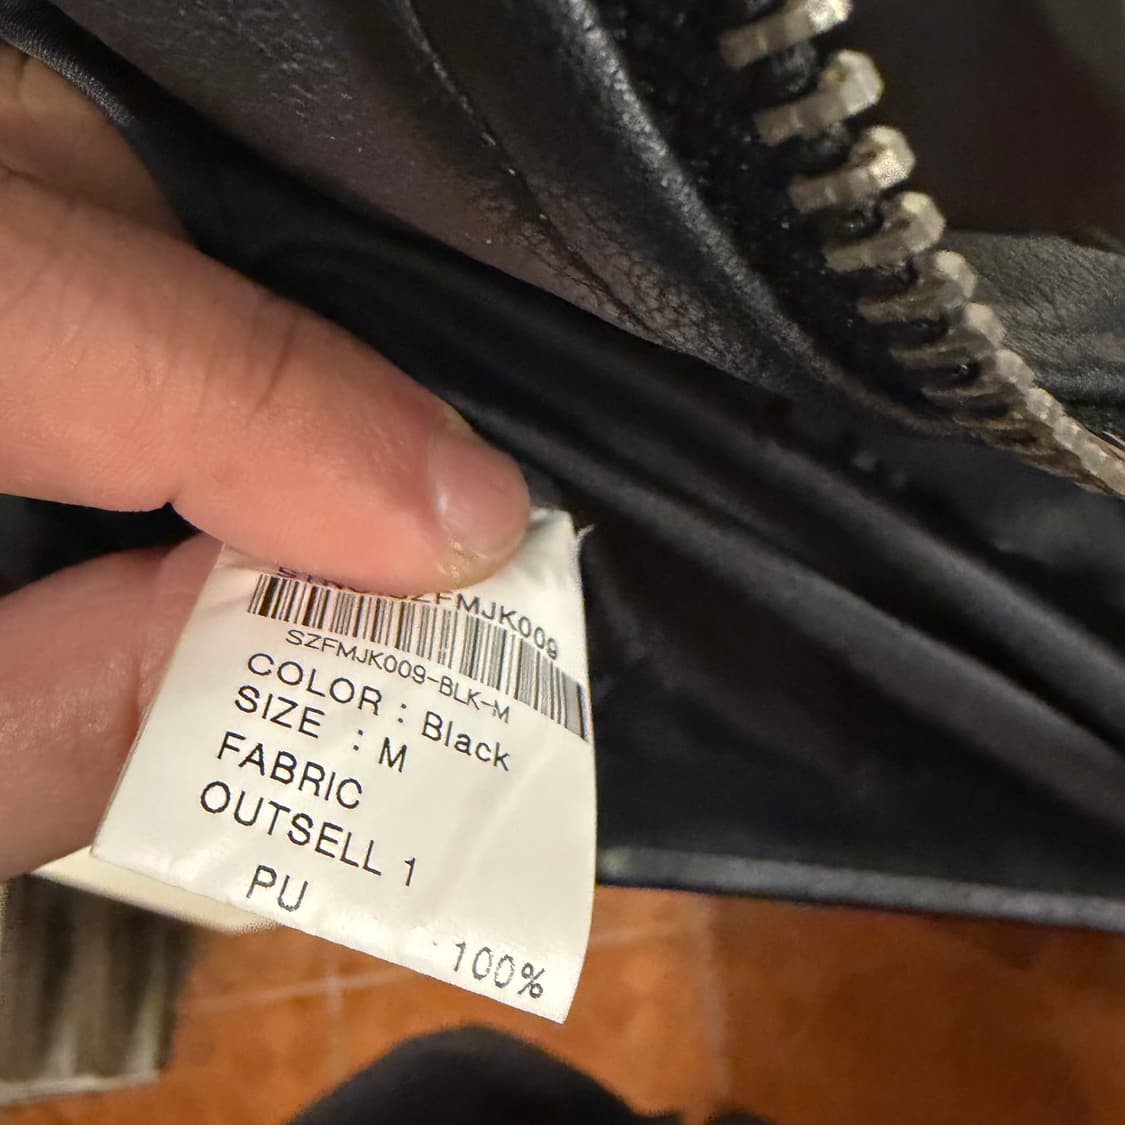 SZFMJK009
SZFMJK009-BLK-M
COLOR : Black
SIZE : M
FABRIC
OUTSELL 1
PU
100%